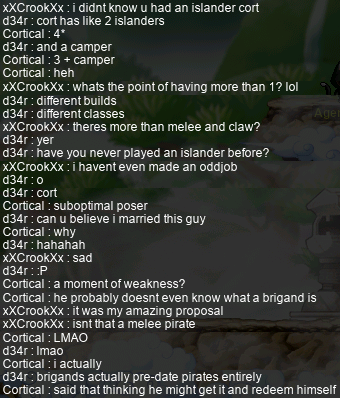 xXCrookXx : i didnt know u had an islander cort
d34r : cort has like 2 islanders
Cortical : 4*
d34r : and a camper
Cortical : 3 + camper
Cortical : heh
xXCrookXx : whats the point of having more than 1? lol
d34r : different builds
d34r : different classes
xXCrookXx : theres more than melee and claw?
d34r : yer
d34r : have you never played an islander before?
xXCrookXx : i havent even made an oddjob
d34r : o
d34r : cort
Cortical : suboptimal poser
d34r : can u believe i married this guy
Cortical : why
d34r : hahahah
xXCrookXx : sad
d34r : :P
Cortical : a moment of weakness?
Cortical : he probably doesnt even know what a brigand is
xXCrookXx : it was my amazing proposal
xXCrookXx : isnt that a melee pirate
Cortical : LMAO
d34r : lmao
Cortical : i actually
d34r : brigands actually pre-date pirates entirely
Cortical : said that thinking he might get it and redeem himself